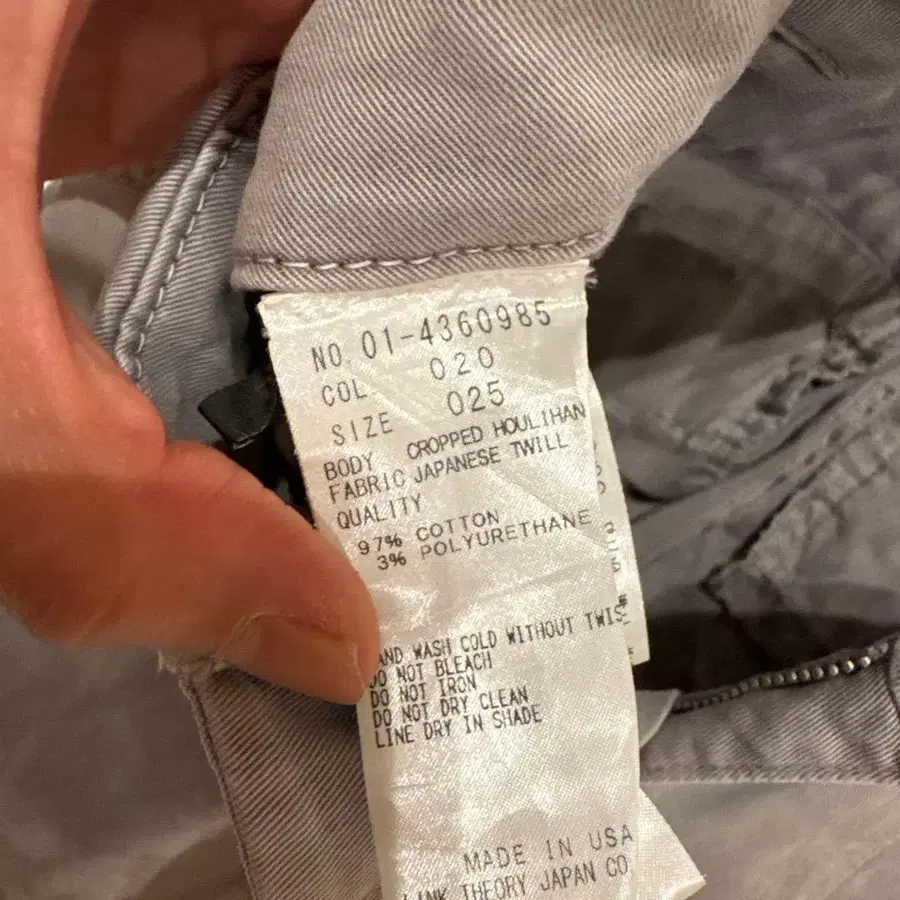 NO. 01-4360985
COL 020
SIZE 025
BODY CROPPED HOULIHAN
FABRIC JAPANESE TWILL
QUALITY
97% COTTON
3% POLYURETHANE
WASH COLD WITHOUT
DO NOT BLEACH
DO NOT IRON
DO NOT DRY CLEAN
LINE DRY IN SHADE
MADE IN USA
LINK THEORY JAPAN CO.